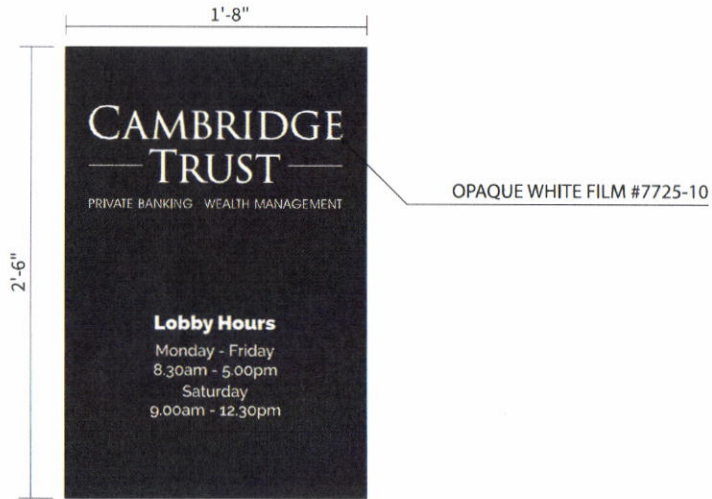 1'-8"
CAMBRIDGE
TRUST
PRIVATE BANKING WEALTH MANAGEMENT
OPAQUE WHITE FILM #7725-10
2'-6"
Lobby Hours
Monday - Friday
8.30am - 5.00pm
Saturday
9.00am - 12.30pm